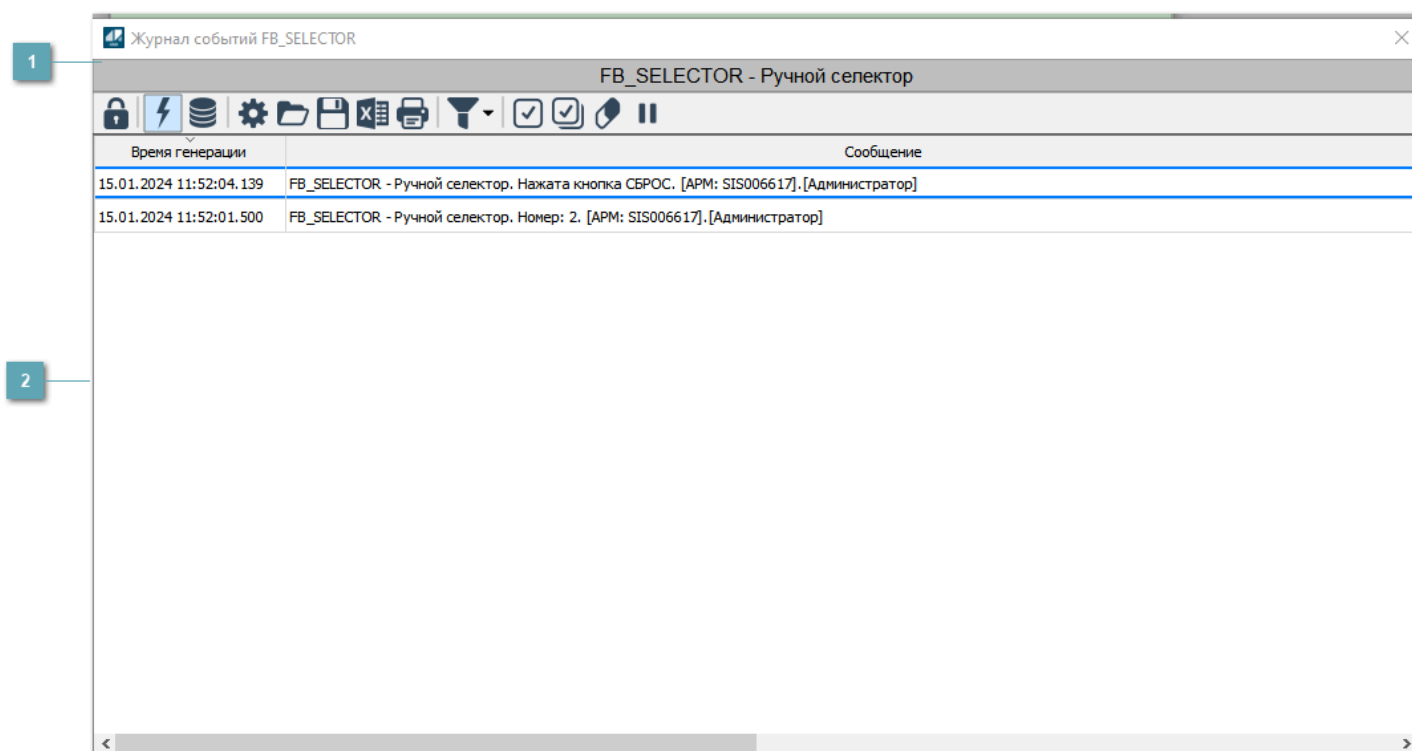 Журнал событий FB_SELECTOR
1
FB_SELECTOR - Ручной селектор
Время генерации Сообщение
15.01.2024 11:52:04.139 FB_SELECTOR - Ручной селектор. Нажата кнопка СБРОС. [АРМ: SIS006617].[Администратор]
15.01.2024 11:52:01.500 FB_SELECTOR - Ручной селектор. Номер: 2. [АРМ: SIS006617].[Администратор]
2